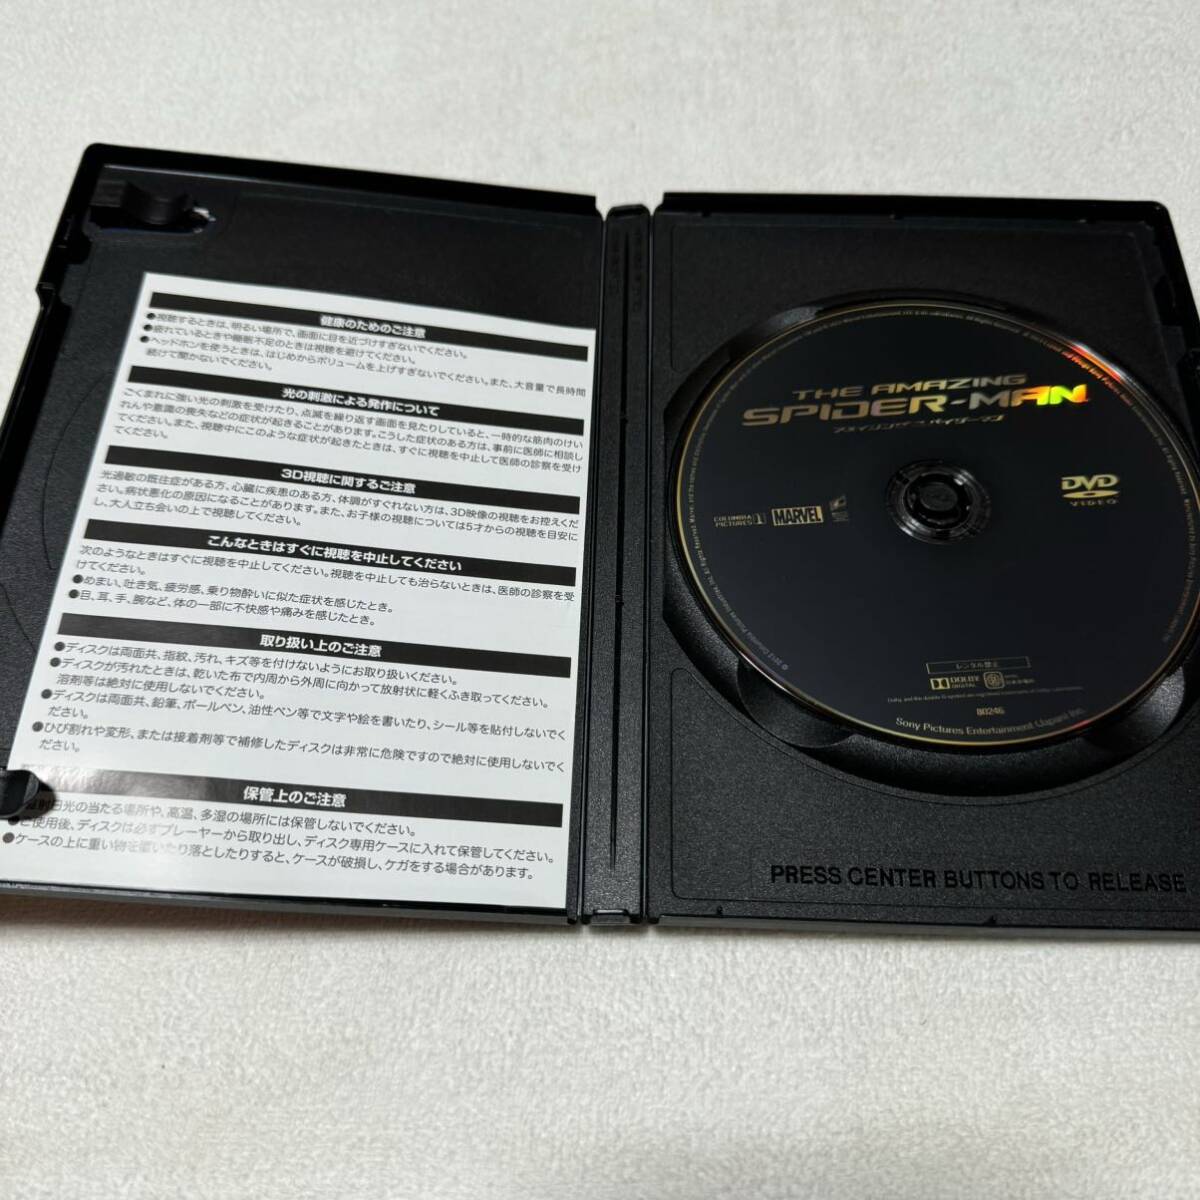 健康のためのご注意
●視聴するときは、明るい場所で、画面に目を近づけすぎないでください。
●疲れているときや睡眠不足のときは視聴を避けてください。
●ヘッドホンを使うときは、はじめからボリュームを上げすぎないでください。また、大音量で長時間
続けて聞かないでください。
光の刺激による発作について
ごくまれに強い光の刺激を受けたり、点滅を繰り返す画面を見たりしていると、一時的な筋肉のけい
れんや意識の喪失などの症状が起きることがあります。こうした症状のある方は、事前に医師に相談し
てください。また、視聴中にこのような症状が起きたときは、すぐに視聴を中止して医師の診察を受け
てください。
3D視聴に関するご注意
光過敏の既往症がある方、心臓に疾患のある方、体調がすぐれない方は、3D映像の視聴をお控えくだ
さい。病状悪化の原因になることがあります。また、お子様の視聴については5才からの視聴を目安に
し、大人立ち会いの上で視聴してください。
こんなときはすぐに視聴を中止してください
次のようなときはすぐに視聴を中止してください。視聴を中止しても治らないときは、医師の診察を受
けてください。
●めまい、吐き気、疲労感、乗り物酔いに似た症状を感じたとき。
●目、耳、手、腕など、体の一部に不快感や痛みを感じたとき。
取り扱い上のご注意
●ディスクは両面共、指紋、汚れ、キズ等を付けないようにお取り扱いください。
●ディスクが汚れたときは、乾いた布で内周から外周に向かって放射状に軽くふき取ってください。
溶剤等は絶対に使用しないでください。
●ディスクは両面共、鉛筆、ボールペン、油性ペン等で文字や絵を書いたり、シール等を貼付しないでく
ださい。
●ひび割れや変形、または接着剤等で補修したディスクは非常に危険ですので絶対に使用しないでく
ださい。
保管上のご注意
日光の当たる場所や、高温、多湿の場所には保管しないでください。
●ご使用後、ディスクは必ずプレーヤーから取り出し、ディスク専用ケースに入れて保管してください。
●ケースの上に重い物を置いたり落としたりすると、ケースが破損し、ケガをする場合があります。
THE AMAZING
SPIDER-MAN
アメイジング・スパイダーマン
COLUMBIA
PICTURES
MARVEL
DVD
VIDEO
レンタル禁止
DOLBY
DIGITAL
80246
Sony Pictures Entertainment (Japan) Inc.
PRESS CENTER BUTTONS TO RELEASE